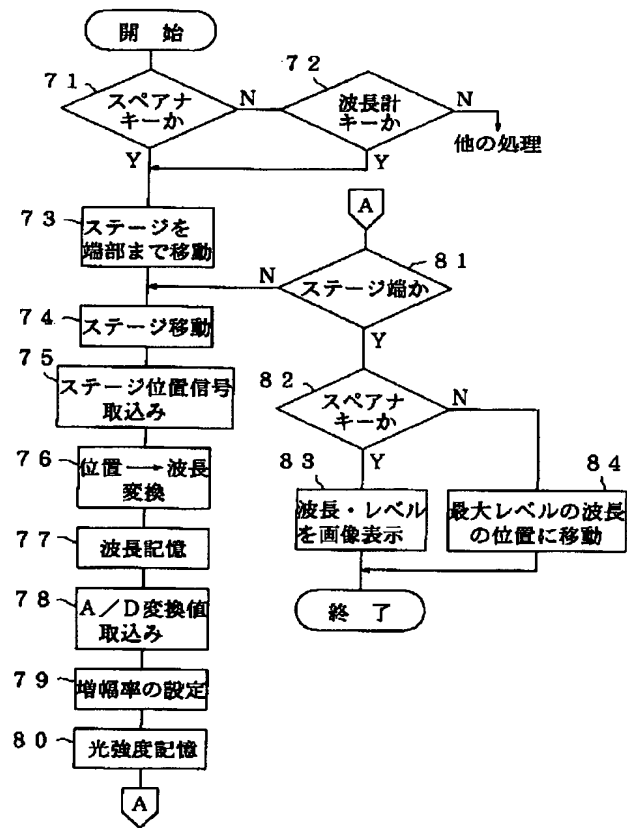 開 始
71
スペアナ
キーか
N
Y
72
波長計
キーか
N
Y
他の処理
73
ステージを
端部まで移動
74
ステージ移動
75
ステージ位置信号
取込み
76
位置→波長
変換
77
波長記憶
78
A/D変換値
取込み
79
増幅率の設定
80
光強度記憶
A
A
81
ステージ端か
N
Y
82
スペアナ
キーか
N
Y
83
波長・レベル
を画像表示
84
最大レベルの波長
の位置に移動
終 了